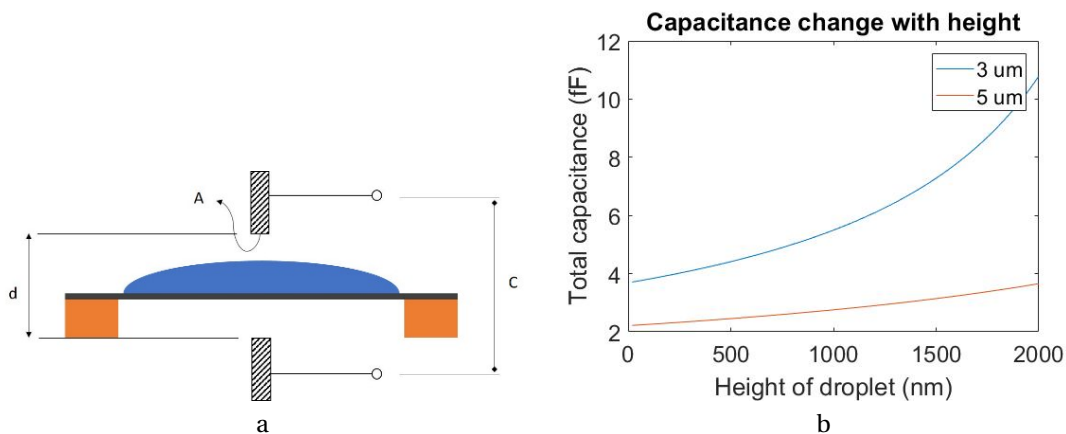 A
d
C
a
Capacitance change with height
Total capacitance (fF)
12
10
8
6
4
2
0
500
1000
1500
2000
3 um
5 um
Height of droplet (nm)
b